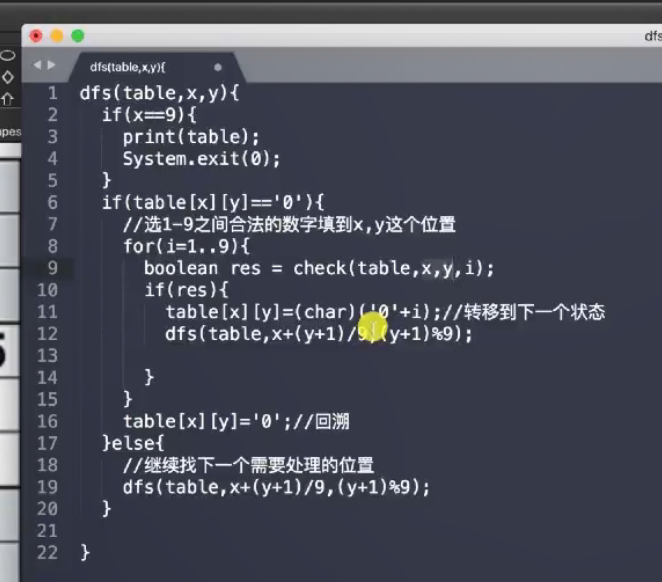 dfs
dfs(table,x,y){
upes
1 dfs(table,x,y){
2 if(x==9){
3 print(table);
4 System.exit(0);
5 }
6 if(table[x][y]=='0'){
7 //选1-9之间合法的数字填到x,y这个位置
8 for(i=1..9){
9 boolean res = check(table,x,y,i);
10 if(res){
11 table[x][y]=(char)('0'+i);//转移到下一个状态
12 dfs(table,x+(y+1)/9,(y+1)%9);
13
14 }
15 }
16 table[x][y]='0';//回溯
17 }else{
18 //继续找下一个需要处理的位置
19 dfs(table,x+(y+1)/9,(y+1)%9);
20 }
21
22 }